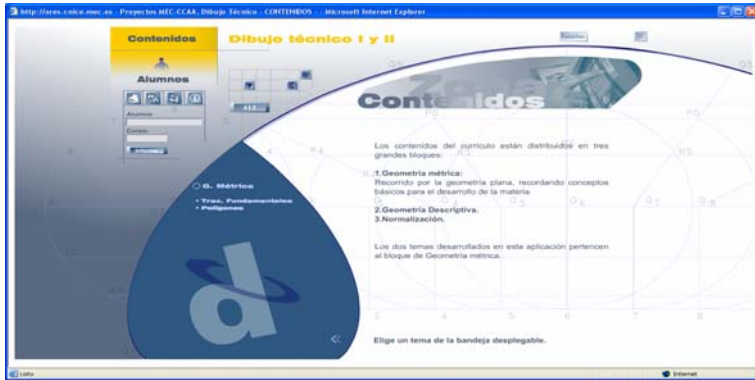 http://ares.cnice.mec.es - Proyectos MEC-CCAA, Dibujo Técnico - CONTENIDOS - - Microsoft Internet Explorer
Contenidos
Dibujo técnico I y II
Alumnos
Alumno
Curso:
Contenidos
Los contenidos del currículo están distribuidos en tres
grandes bloques:
1.Geometría métrica:
Recorrido por la geometría plana, recordando conceptos
básicos para el desarrollo de la materia
2.Geometría Descriptiva.
3.Normalización.
Los dos temas desarrollados en esta aplicación pertencen
al bloque de Geometría métrica.
Elige un tema de la bandeja desplegable.
G. Métrica
• Traz. Fundamentales
• Polígonos
d
Listo
Internet